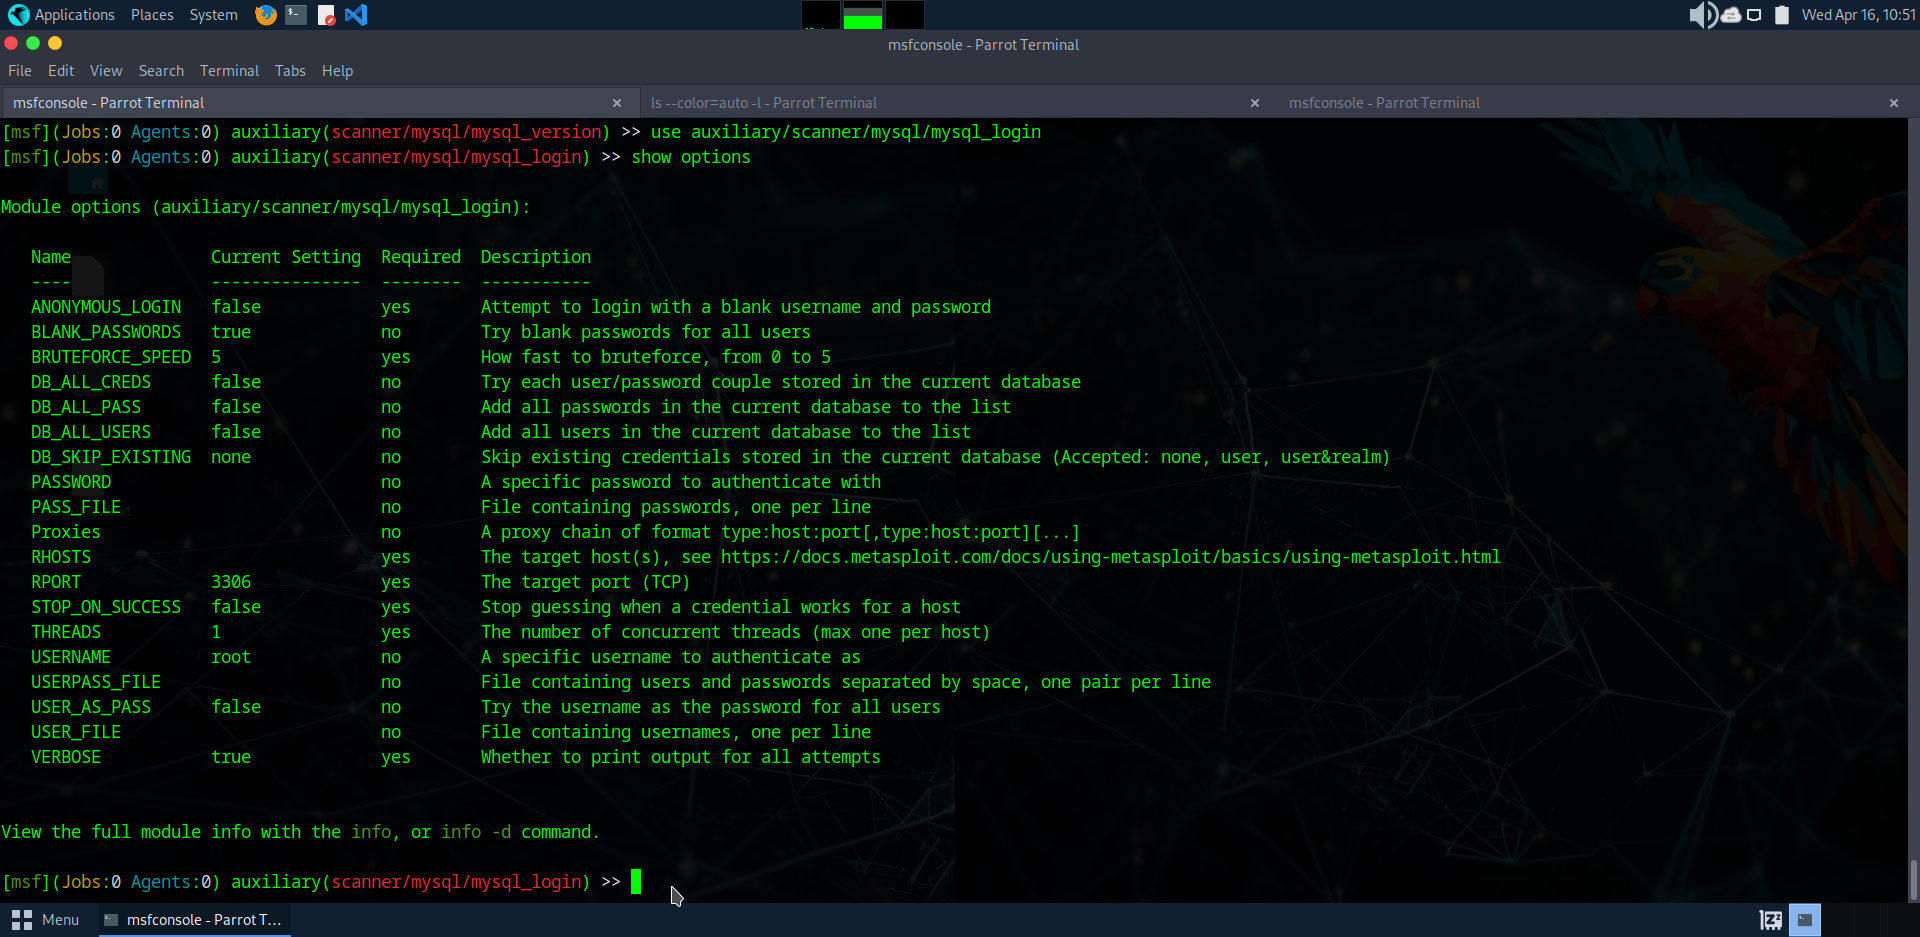 Applications Places System Wed Apr 16, 10:51
msfconsole - Parrot Terminal
File Edit View Search Terminal Tabs Help
msfconsole - Parrot Terminal × ls --color=auto -l - Parrot Terminal × msfconsole - Parrot Terminal ×
[msf](Jobs:0 Agents:0) auxiliary(scanner/mysql/mysql_version) >> use auxiliary/scanner/mysql/mysql_login
[msf](Jobs:0 Agents:0) auxiliary(scanner/mysql/mysql_login) >> show options
Module options (auxiliary/scanner/mysql/mysql_login):
Name Current Setting Required Description
---- --------------- -------- -----------
ANONYMOUS_LOGIN false yes Attempt to login with a blank username and password
BLANK_PASSWORDS true no Try blank passwords for all users
BRUTEFORCE_SPEED 5 yes How fast to bruteforce, from 0 to 5
DB_ALL_CREDS false no Try each user/password couple stored in the current database
DB_ALL_PASS false no Add all passwords in the current database to the list
DB_ALL_USERS false no Add all users in the current database to the list
DB_SKIP_EXISTING none no Skip existing credentials stored in the current database (Accepted: none, user, user&realm)
PASSWORD no A specific password to authenticate with
PASS_FILE no File containing passwords, one per line
Proxies no A proxy chain of format type:host:port[,type:host:port][...]
RHOSTS yes The target host(s), see https://docs.metasploit.com/docs/using-metasploit/basics/using-metasploit.html
RPORT 3306 yes The target port (TCP)
STOP_ON_SUCCESS false yes Stop guessing when a credential works for a host
THREADS 1 yes The number of concurrent threads (max one per host)
USERNAME root no A specific username to authenticate as
USERPASS_FILE no File containing users and passwords separated by space, one pair per line
USER_AS_PASS false no Try the username as the password for all users
USER_FILE no File containing usernames, one per line
VERBOSE true yes Whether to print output for all attempts
View the full module info with the info, or info -d command.
[msf](Jobs:0 Agents:0) auxiliary(scanner/mysql/mysql_login) >>
Menu msfconsole - Parrot T...